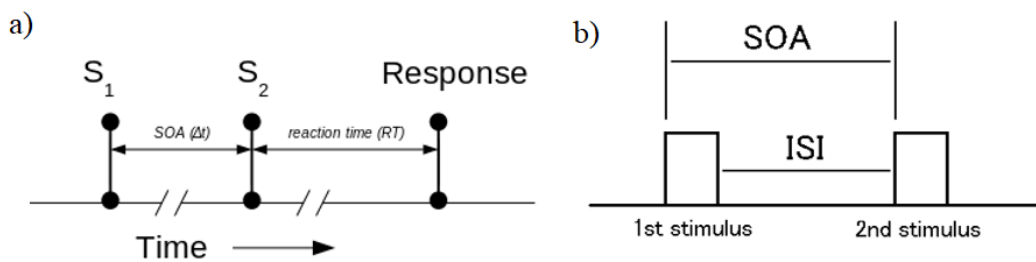 a)
S1 S2 Response
SOA (Δt) reaction time (RT)
Time
b)
SOA
ISI
1st stimulus 2nd stimulus